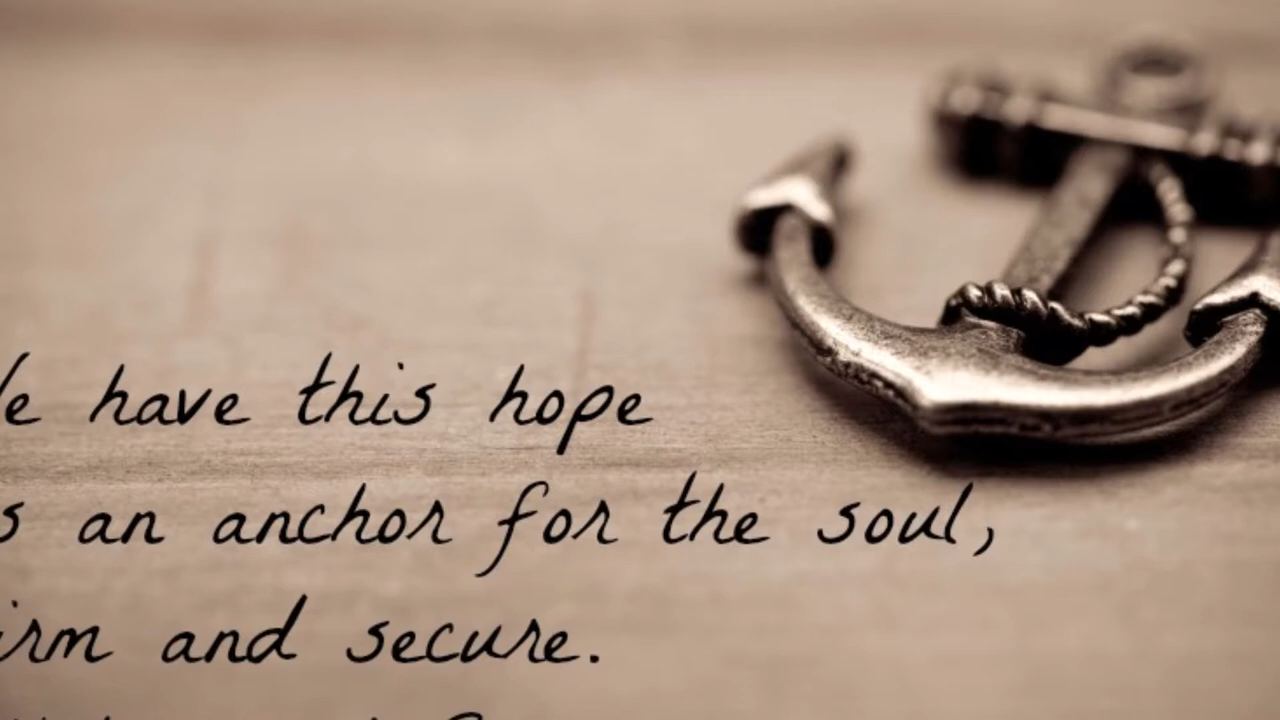 e have this hope
s an anchor for the soul,
irm and secure.